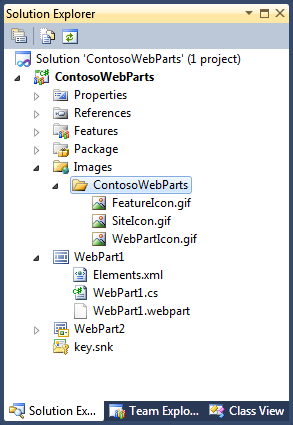 Solution Explorer
Solution 'ContosoWebParts' (1 project)
ContosoWebParts
Properties
References
Features
Package
Images
ContosoWebParts
FeatureIcon.gif
SiteIcon.gif
WebPartIcon.gif
WebPart1
Elements.xml
WebPart1.cs
WebPart1.webpart
WebPart2
key.snk
Solution Ex... Team Explo... Class View